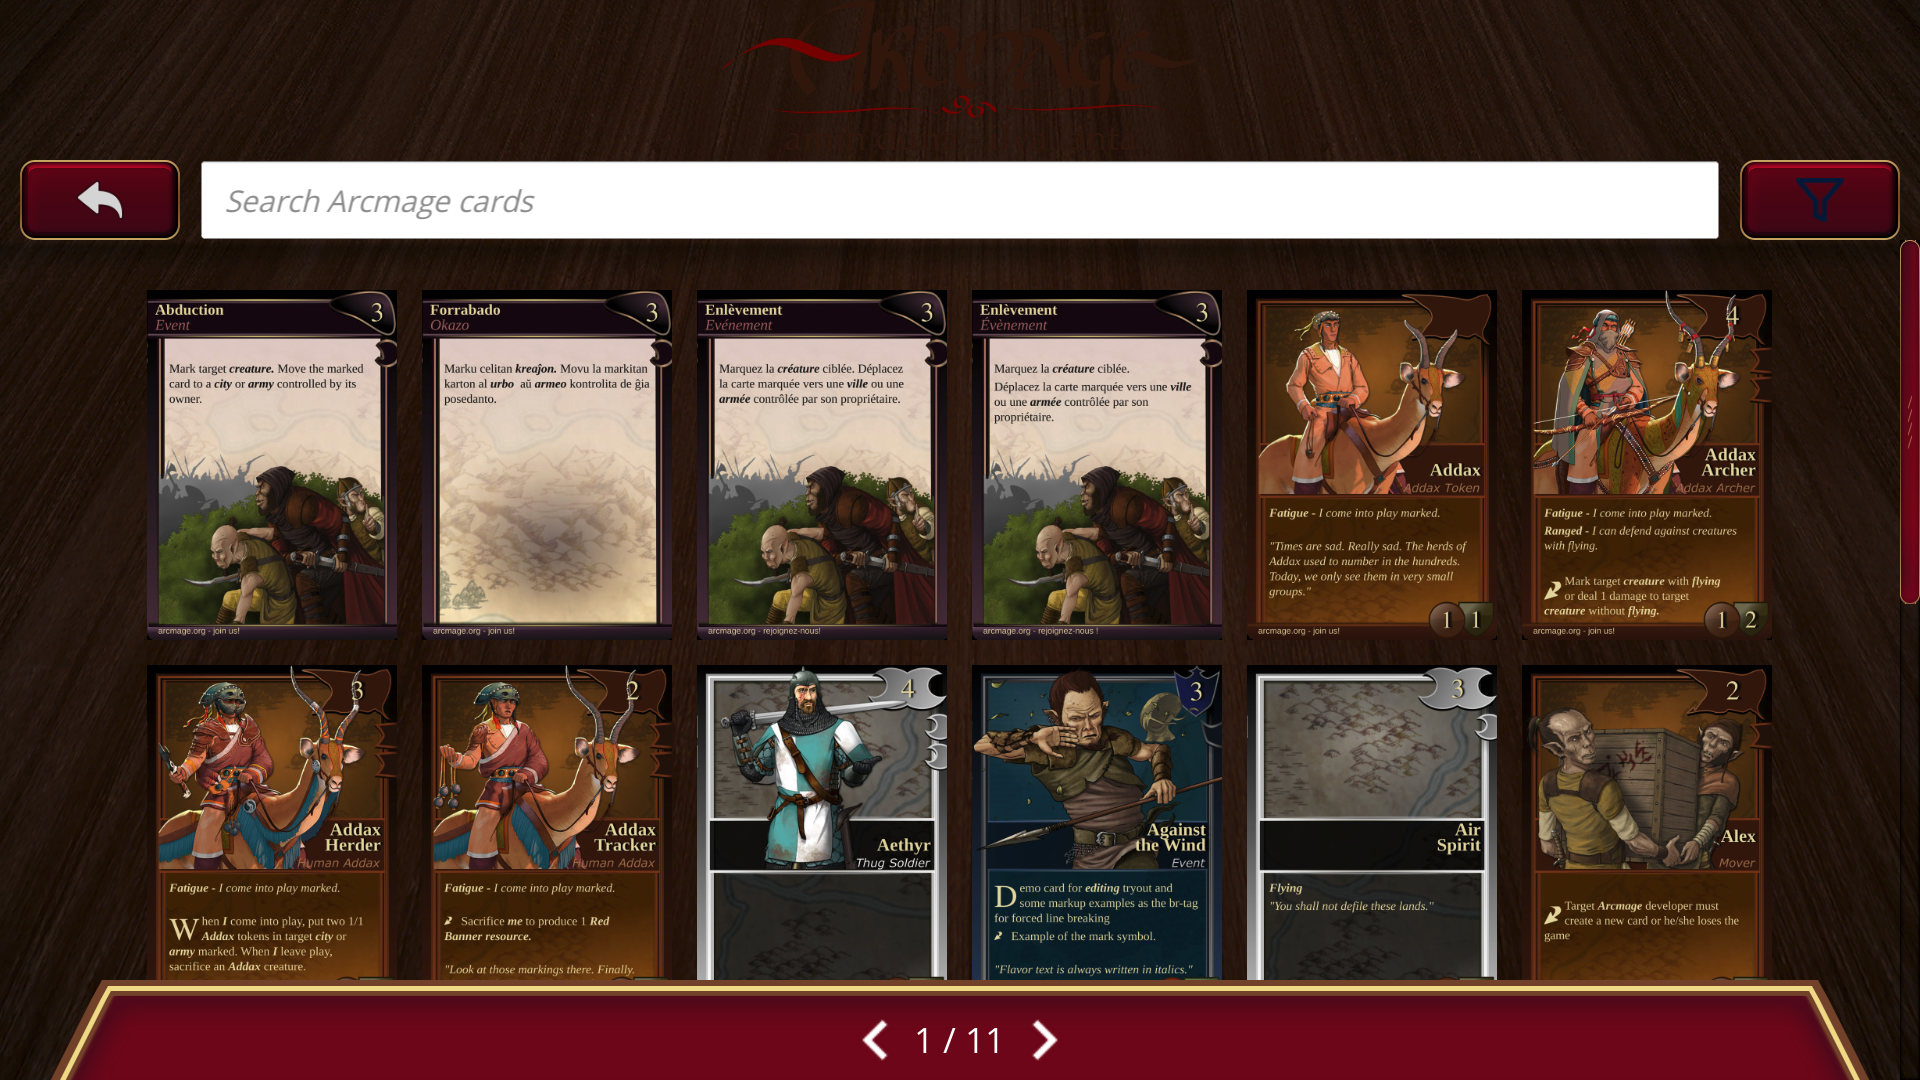 Arcmage
Search Arcmage cards
Abduction
Event
3
Mark target creature. Move the marked
card to a city or army controlled by its
owner.
arcmage.org - join us!
Forrabado
Okazo
3
Marku celitan kreaĵon. Movu la markitan
karton al urbo aŭ armeo kontrolita de ĝia
posedanto.
arcmage.org - join us!
Enlèvement
Evénement
3
Marquez la créature ciblée. Déplacez
la carte marquée vers une ville ou une
armée contrôlée par son propriétaire.
arcmage.org - rejoignez-nous!
Enlèvement
Évènement
3
Marquez la créature ciblée.
Déplacez la carte marquée vers une ville
ou une armée contrôlée par son
propriétaire.
arcmage.org - rejoignez-nous !
Addax
Addax Token
Fatigue - I come into play marked.
"Times are sad. Really sad. The herds of
Addax used to number in the hundreds.
Today, we only see them in very small
groups."
1 1
arcmage.org - join us!
4
Addax
Archer
Addax Archer
Fatigue - I come into play marked.
Ranged - I can defend against creatures
with flying.
Mark target creature with flying
or deal 1 damage to target
creature without flying.
1 2
arcmage.org - join us!
3
Addax
Herder
Human Addax
Fatigue - I come into play marked.
When I come into play, put two 1/1
Addax tokens in target city or
army marked. When I leave play,
sacrifice an Addax creature.
2
Addax
Tracker
Human Addax
Fatigue - I come into play marked.
Sacrifice me to produce 1 Red
Banner resource.
"Look at those markings there. Finally.
4
Aethyr
Thug Soldier
3
Against
the Wind
Event
Demo card for editing tryout and
some markup examples as the br-tag
for forced line breaking
Example of the mark symbol.
"Flavor text is always written in italics."
3
Air
Spirit
Flying
"You shall not defile these lands."
2
Alex
Mover
Target Arcmage developer must
create a new card or he/she loses the
game
1 / 11